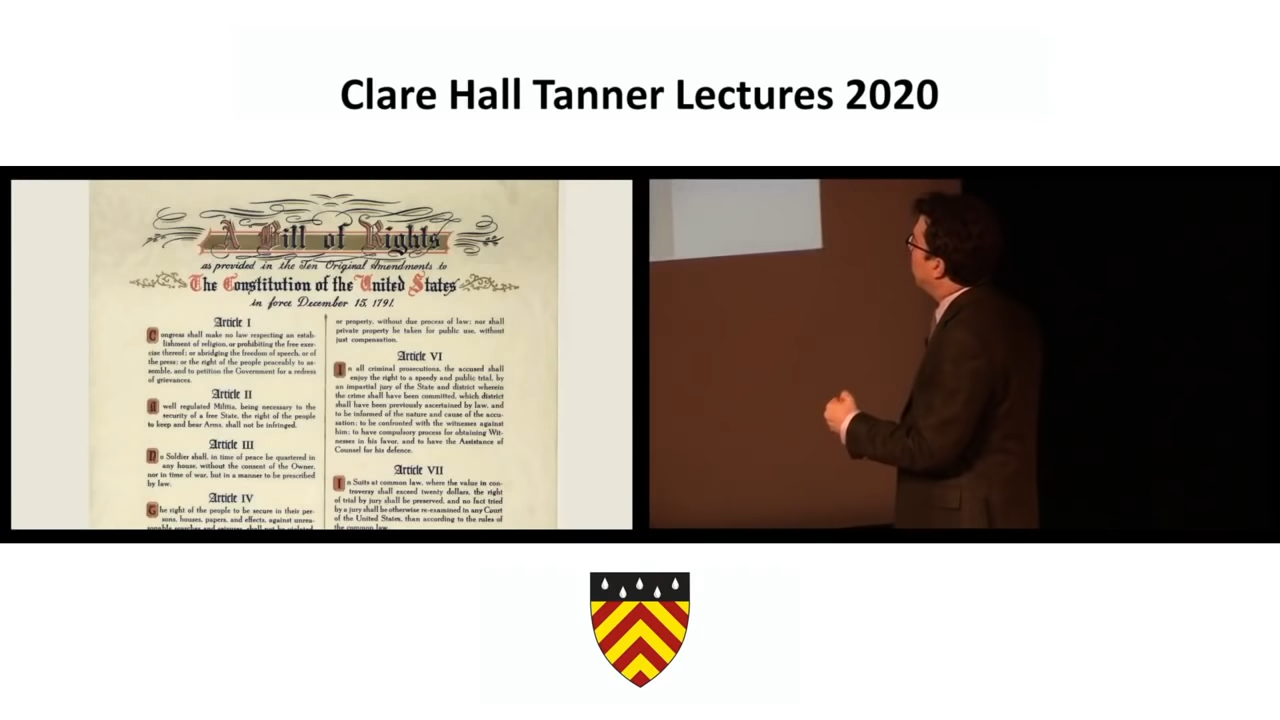 Clare Hall Tanner Lectures 2020
A Bill of Rights
as provided in the Ten Original Amendments to
The Constitution of the United States
in force December 15, 1791.
Article I
Congress shall make no law respecting an estab-
lishment of religion, or prohibiting the free exer-
cise thereof; or abridging the freedom of speech, or of
the press; or the right of the people peaceably to as-
semble, and to petition the Government for a redress
of grievances.
Article II
A well regulated Militia, being necessary to the
security of a free State, the right of the people
to keep and bear Arms, shall not be infringed.
Article III
No Soldier shall, in time of peace be quartered in
any house, without the consent of the Owner,
nor in time of war, but in a manner to be prescribed
by law.
Article IV
The right of the people to be secure in their per-
sons, houses, papers, and effects, against unrea-
sonable searches and seizures, shall not be violated
or property, without due process of law; nor shall
private property be taken for public use, without
just compensation.
Article VI
In all criminal prosecutions, the accused shall
enjoy the right to a speedy and public trial, by
an impartial jury of the State and district wherein
the crime shall have been committed, which district
shall have been previously ascertained by law, and
to be informed of the nature and cause of the accu-
sation; to be confronted with the witnesses against
him; to have compulsory process for obtaining Wit-
nesses in his favor, and to have the Assistance of
Counsel for his defence.
Article VII
In Suits at common law, where the value in con-
troversy shall exceed twenty dollars, the right
of trial by jury shall be preserved, and no fact tried
by a jury shall be otherwise re-examined in any Court
of the United States, than according to the rules of
the common law.